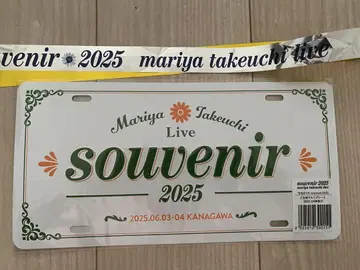 venir 2025 mariya takeuchi live
Mariya Takeuchi
Live
souvenir
2025
2025.06.03-04 KANAGAWA
souvenir 2025
mariya takeuchi live